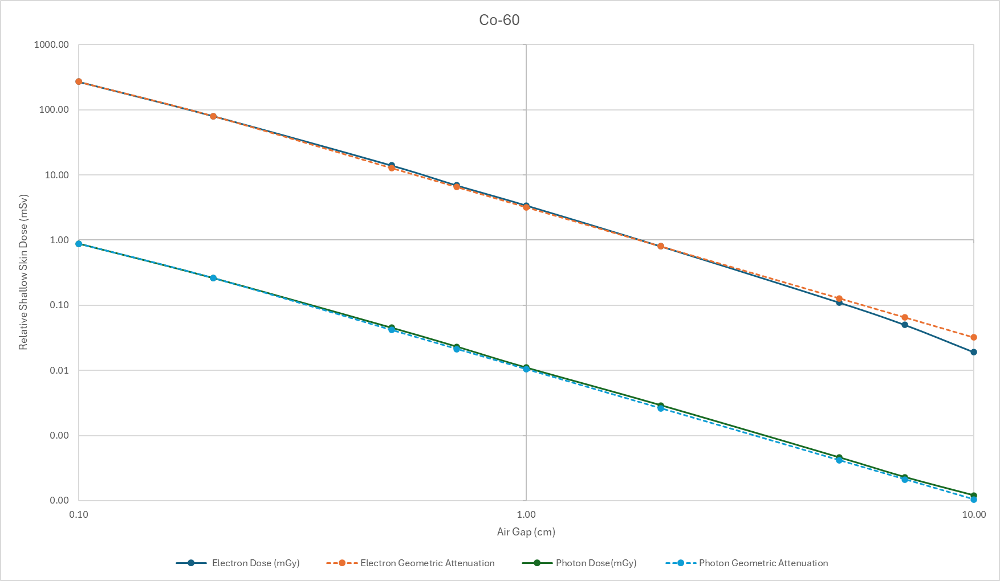 Co-60
1000.00
100.00
10.00
1.00
0.10
0.01
0.00
0.00
Relative Shallow Skin Dose (mSv)
0.10 1.00 10.00
Air Gap (cm)
Electron Dose (mGy) Electron Geometric Attenuation Photon Dose(mGy) Photon Geometric Attenuation